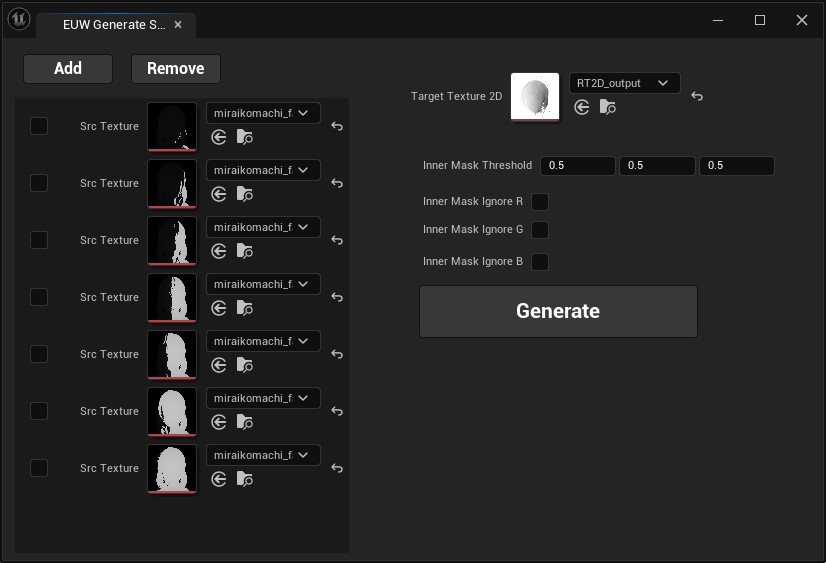 EUW Generate S...
Add
Remove
Src Texture
miraikomachi_f
Src Texture
miraikomachi_f
Src Texture
miraikomachi_f
Src Texture
miraikomachi_f
Src Texture
miraikomachi_f
Src Texture
miraikomachi_f
Src Texture
miraikomachi_f
Target Texture 2D
RT2D_output
Inner Mask Threshold 0.5 0.5 0.5
Inner Mask Ignore R
Inner Mask Ignore G
Inner Mask Ignore B
Generate